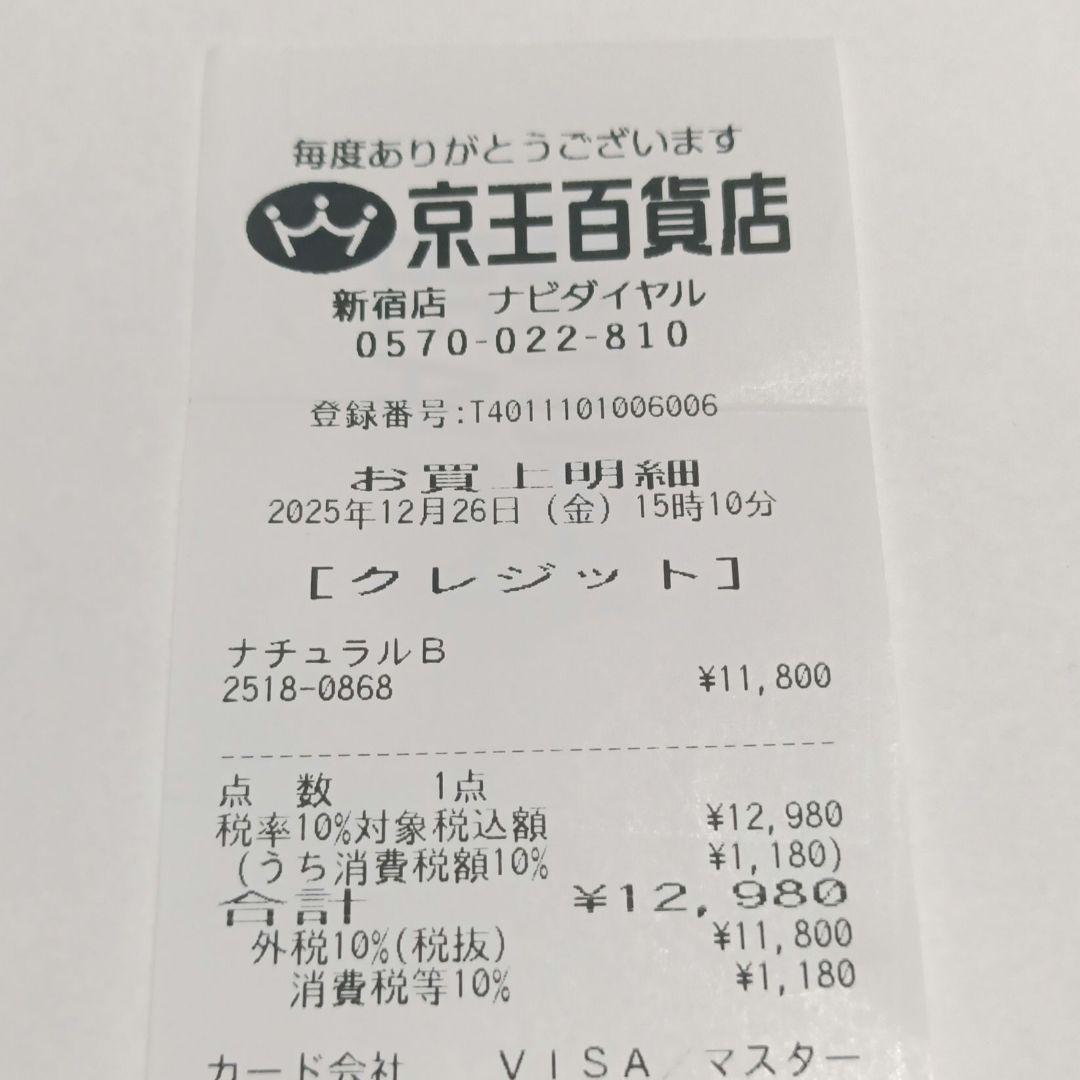 毎度ありがとうございます
京王百貨店
新宿店 ナビダイヤル
0570-022-810
登録番号:T4011101006006
お買上明細
2025年12月26日(金)15時10分
[クレジット]
ナチュラルB
2518-0868 ¥11,800
点 数 1点
税率10%対象税込額 ¥12,980
(うち消費税額10% ¥1,180)
合計 ¥12,980
外税10%(税抜) ¥11,800
消費税等10% ¥1,180
カード会社 VISA/マスター